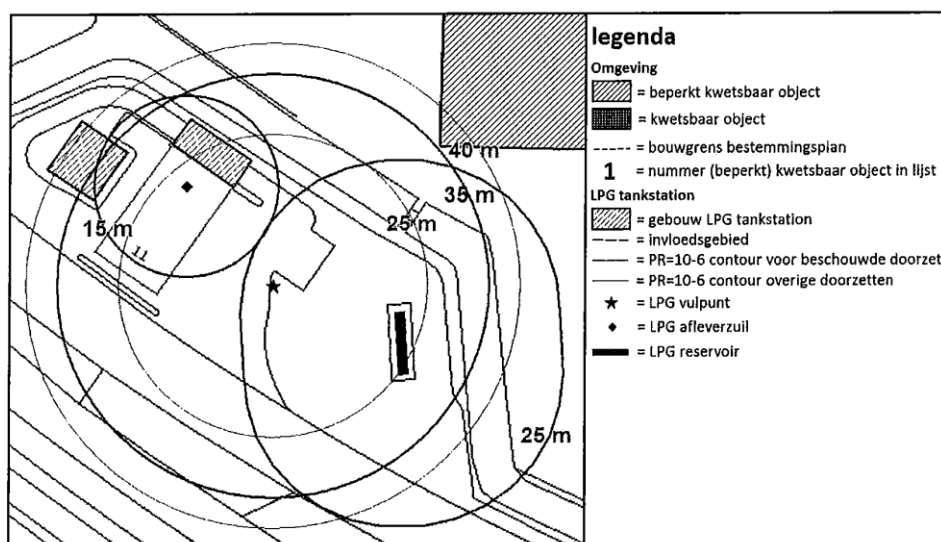 40 m
35 m
25 m
15 m
11
25 m
legenda
Omgeving
= beperkt kwetsbaar object
= kwetsbaar object
= bouwgrens bestemmingsplan
1 = nummer (beperkt) kwetsbaar object in lijst
LPG tankstation
= gebouw LPG tankstation
= invloedsgebied
= PR=10-6 contour voor beschouwde doorzet
= PR=10-6 contour overige doorzetten
= LPG vulpunt
= LPG afleverzuil
= LPG reservoir